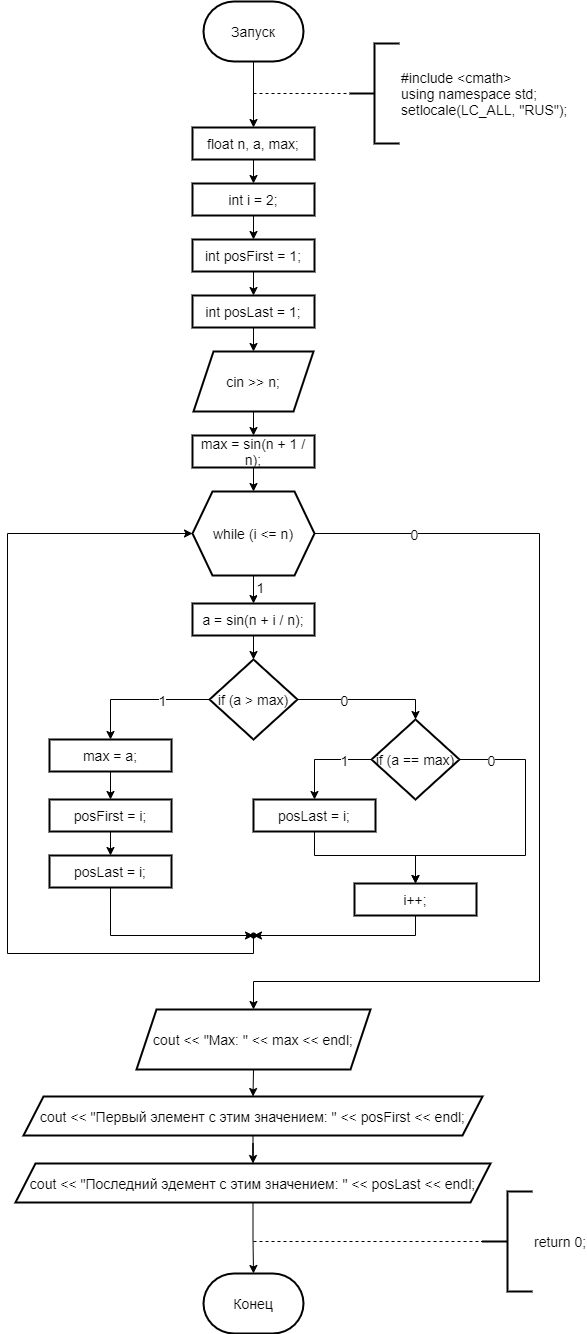 Запуск
#include <cmath>
using namespace std;
setlocale(LC_ALL, "RUS");
float n, a, max;
int i = 2;
int posFirst = 1;
int posLast = 1;
cin >> n;
max = sin(n + 1 /
n);
while (i <= n)
0
1
a = sin(n + i / n);
if (a > max)
1
0
max = a;
if (a == max)
1
0
posFirst = i;
posLast = i;
posLast = i;
i++;
cout << "Max: " << max << endl;
cout << "Первый элемент с этим значением: " << posFirst << endl;
cout << "Последний эдемент с этим значением: " << posLast << endl;
return 0;
Конец